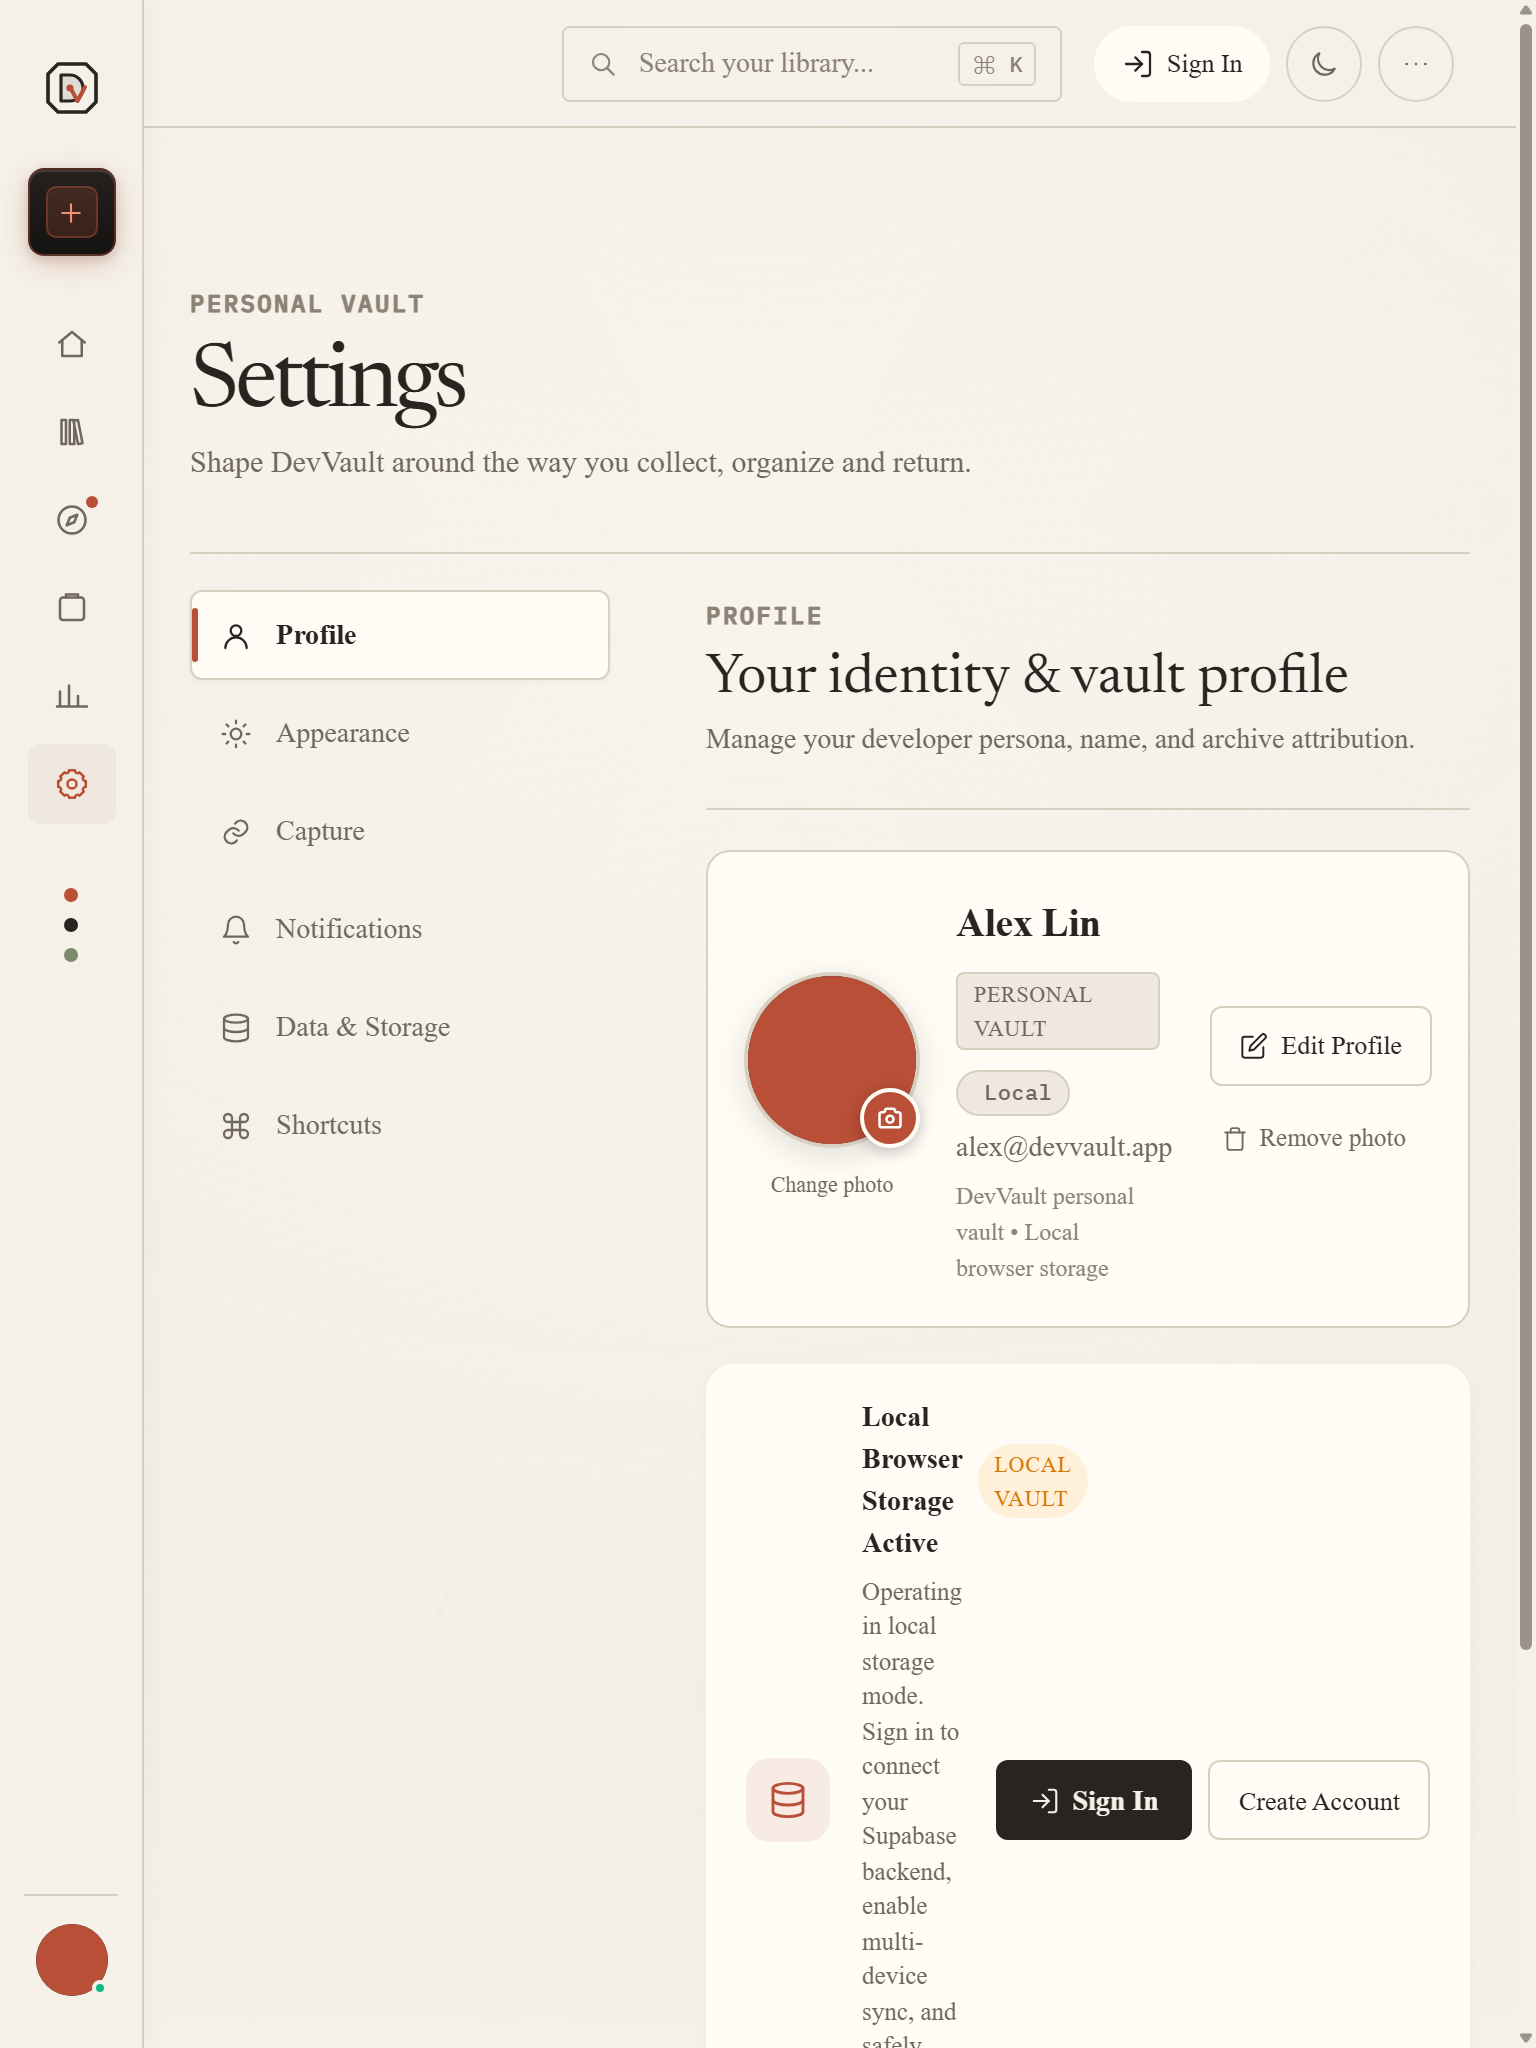 Search your library...
⌘ K
Sign In
...
PERSONAL VAULT
Settings
Shape DevVault around the way you collect, organize and return.
Profile
Appearance
Capture
Notifications
Data & Storage
Shortcuts
PROFILE
Your identity & vault profile
Manage your developer persona, name, and archive attribution.
Alex Lin
PERSONAL
VAULT
Local
alex@devvault.app
DevVault personal
vault • Local
browser storage
Change photo
Edit Profile
Remove photo
Local
Browser
Storage
Active
LOCAL
VAULT
Operating
in local
storage
mode.
Sign in to
connect
your
Supabase
backend,
enable
multi-
device
sync, and
safely
Sign In
Create Account